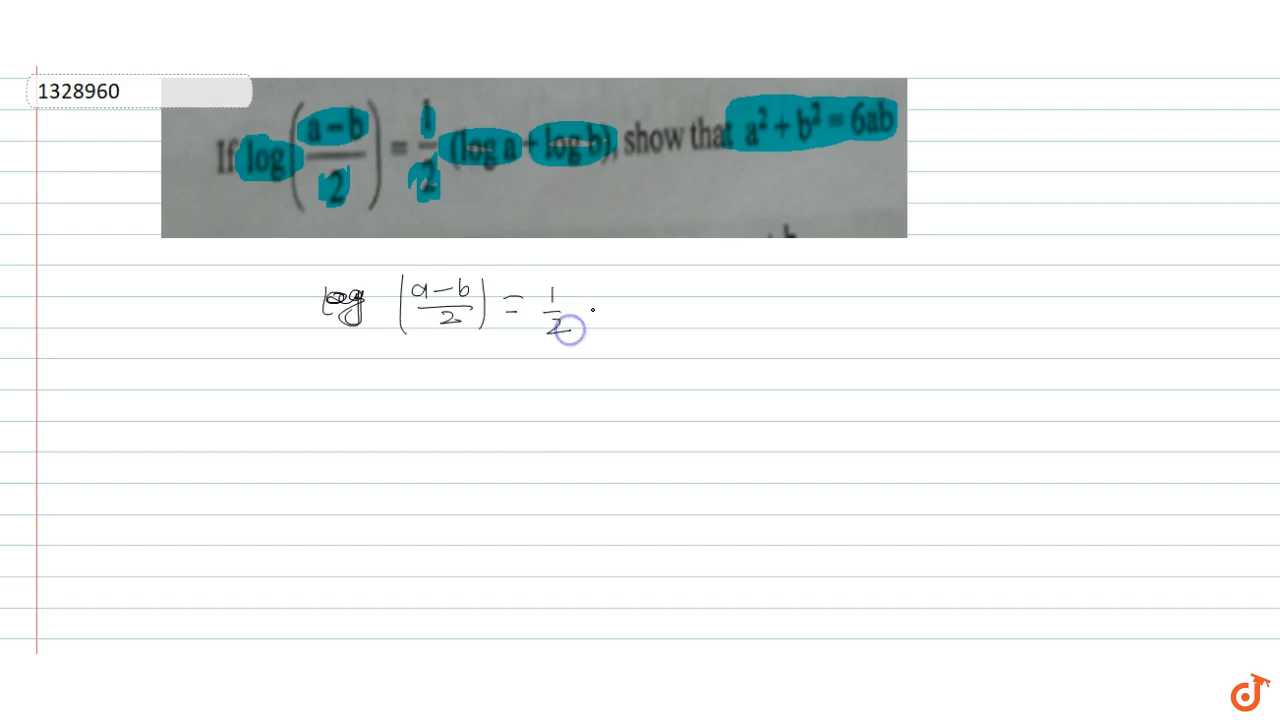 1328960
If log ((a-b)/2) = 1/2 (log a + log b), show that a² + b² = 6ab
log ((a-b)/2) = 1/2